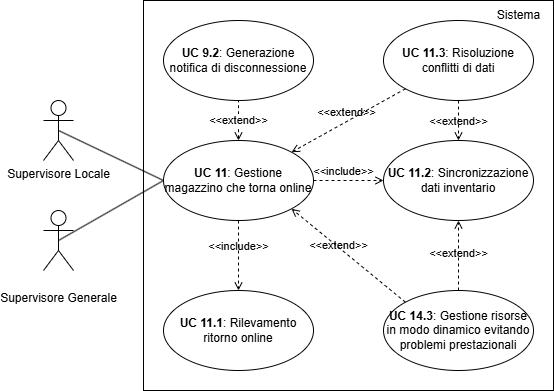 Sistema
UC 9.2: Generazione
notifica di disconnessione
UC 11.3: Risoluzione
conflitti di dati
<<extend>>
<<extend>>
<<extend>>
Supervisore Locale
UC 11: Gestione
magazzino che torna online
<<include>>
UC 11.2: Sincronizzazione
dati inventario
<<include>>
<<extend>>
<<extend>>
Supervisore Generale
UC 11.1: Rilevamento
ritorno online
UC 14.3: Gestione risorse
in modo dinamico evitando
problemi prestazionali